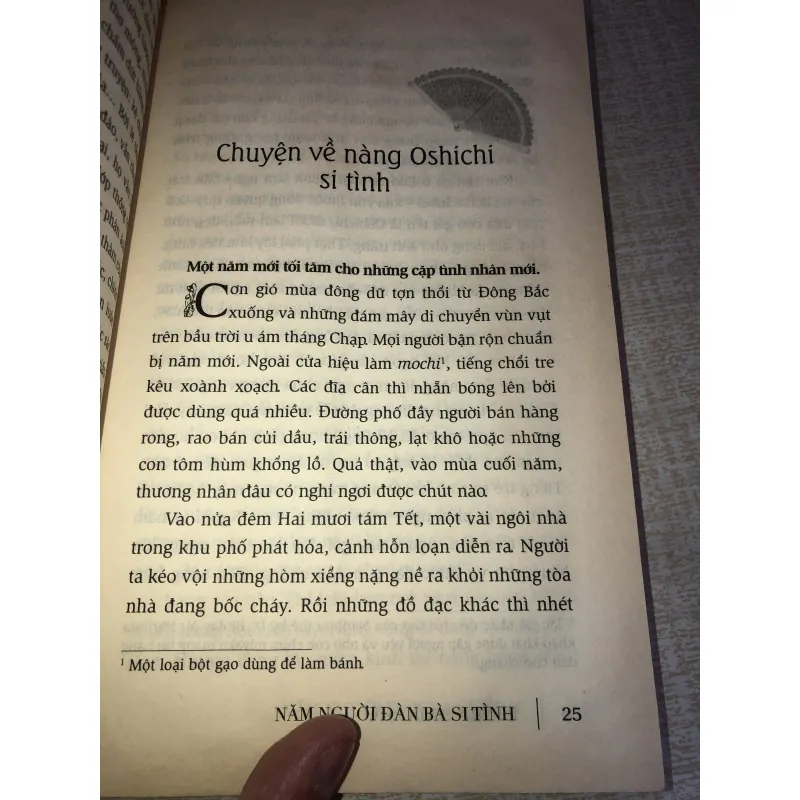 Chuyện về nàng Oshichi
si tình
Một năm mới tối tăm cho những cặp tình nhân mới.
Cơn gió mùa đông dữ tợn thổi từ Đông Bắc
xuống và những đám mây di chuyển vùn vụt
trên bầu trời u ám tháng Chạp. Mọi người bận rộn chuẩn
bị năm mới. Ngoài cửa hiệu làm mochi¹, tiếng chổi tre
kêu xoành xoạch. Các đĩa cân thì nhẵn bóng lên bởi
được dùng quá nhiều. Đường phố đầy người bán hàng
rong, rao bán củi dầu, trái thông, lạt khô hoặc những
con tôm hùm khổng lồ. Quả thật, vào mùa cuối năm,
thương nhân đâu có nghỉ ngơi được chút nào.
Vào nửa đêm Hai mươi tám Tết, một vài ngôi nhà
trong khu phố phát hỏa, cảnh hỗn loạn diễn ra. Người
ta kéo vội những hòm xiểng nặng nề ra khỏi những tòa
nhà đang bốc cháy. Rồi những đồ đạc khác thì nhét
¹ Một loại bột gạo dùng để làm bánh.
NĂM NGƯỜI ĐÀN BÀ SI TÌNH | 25